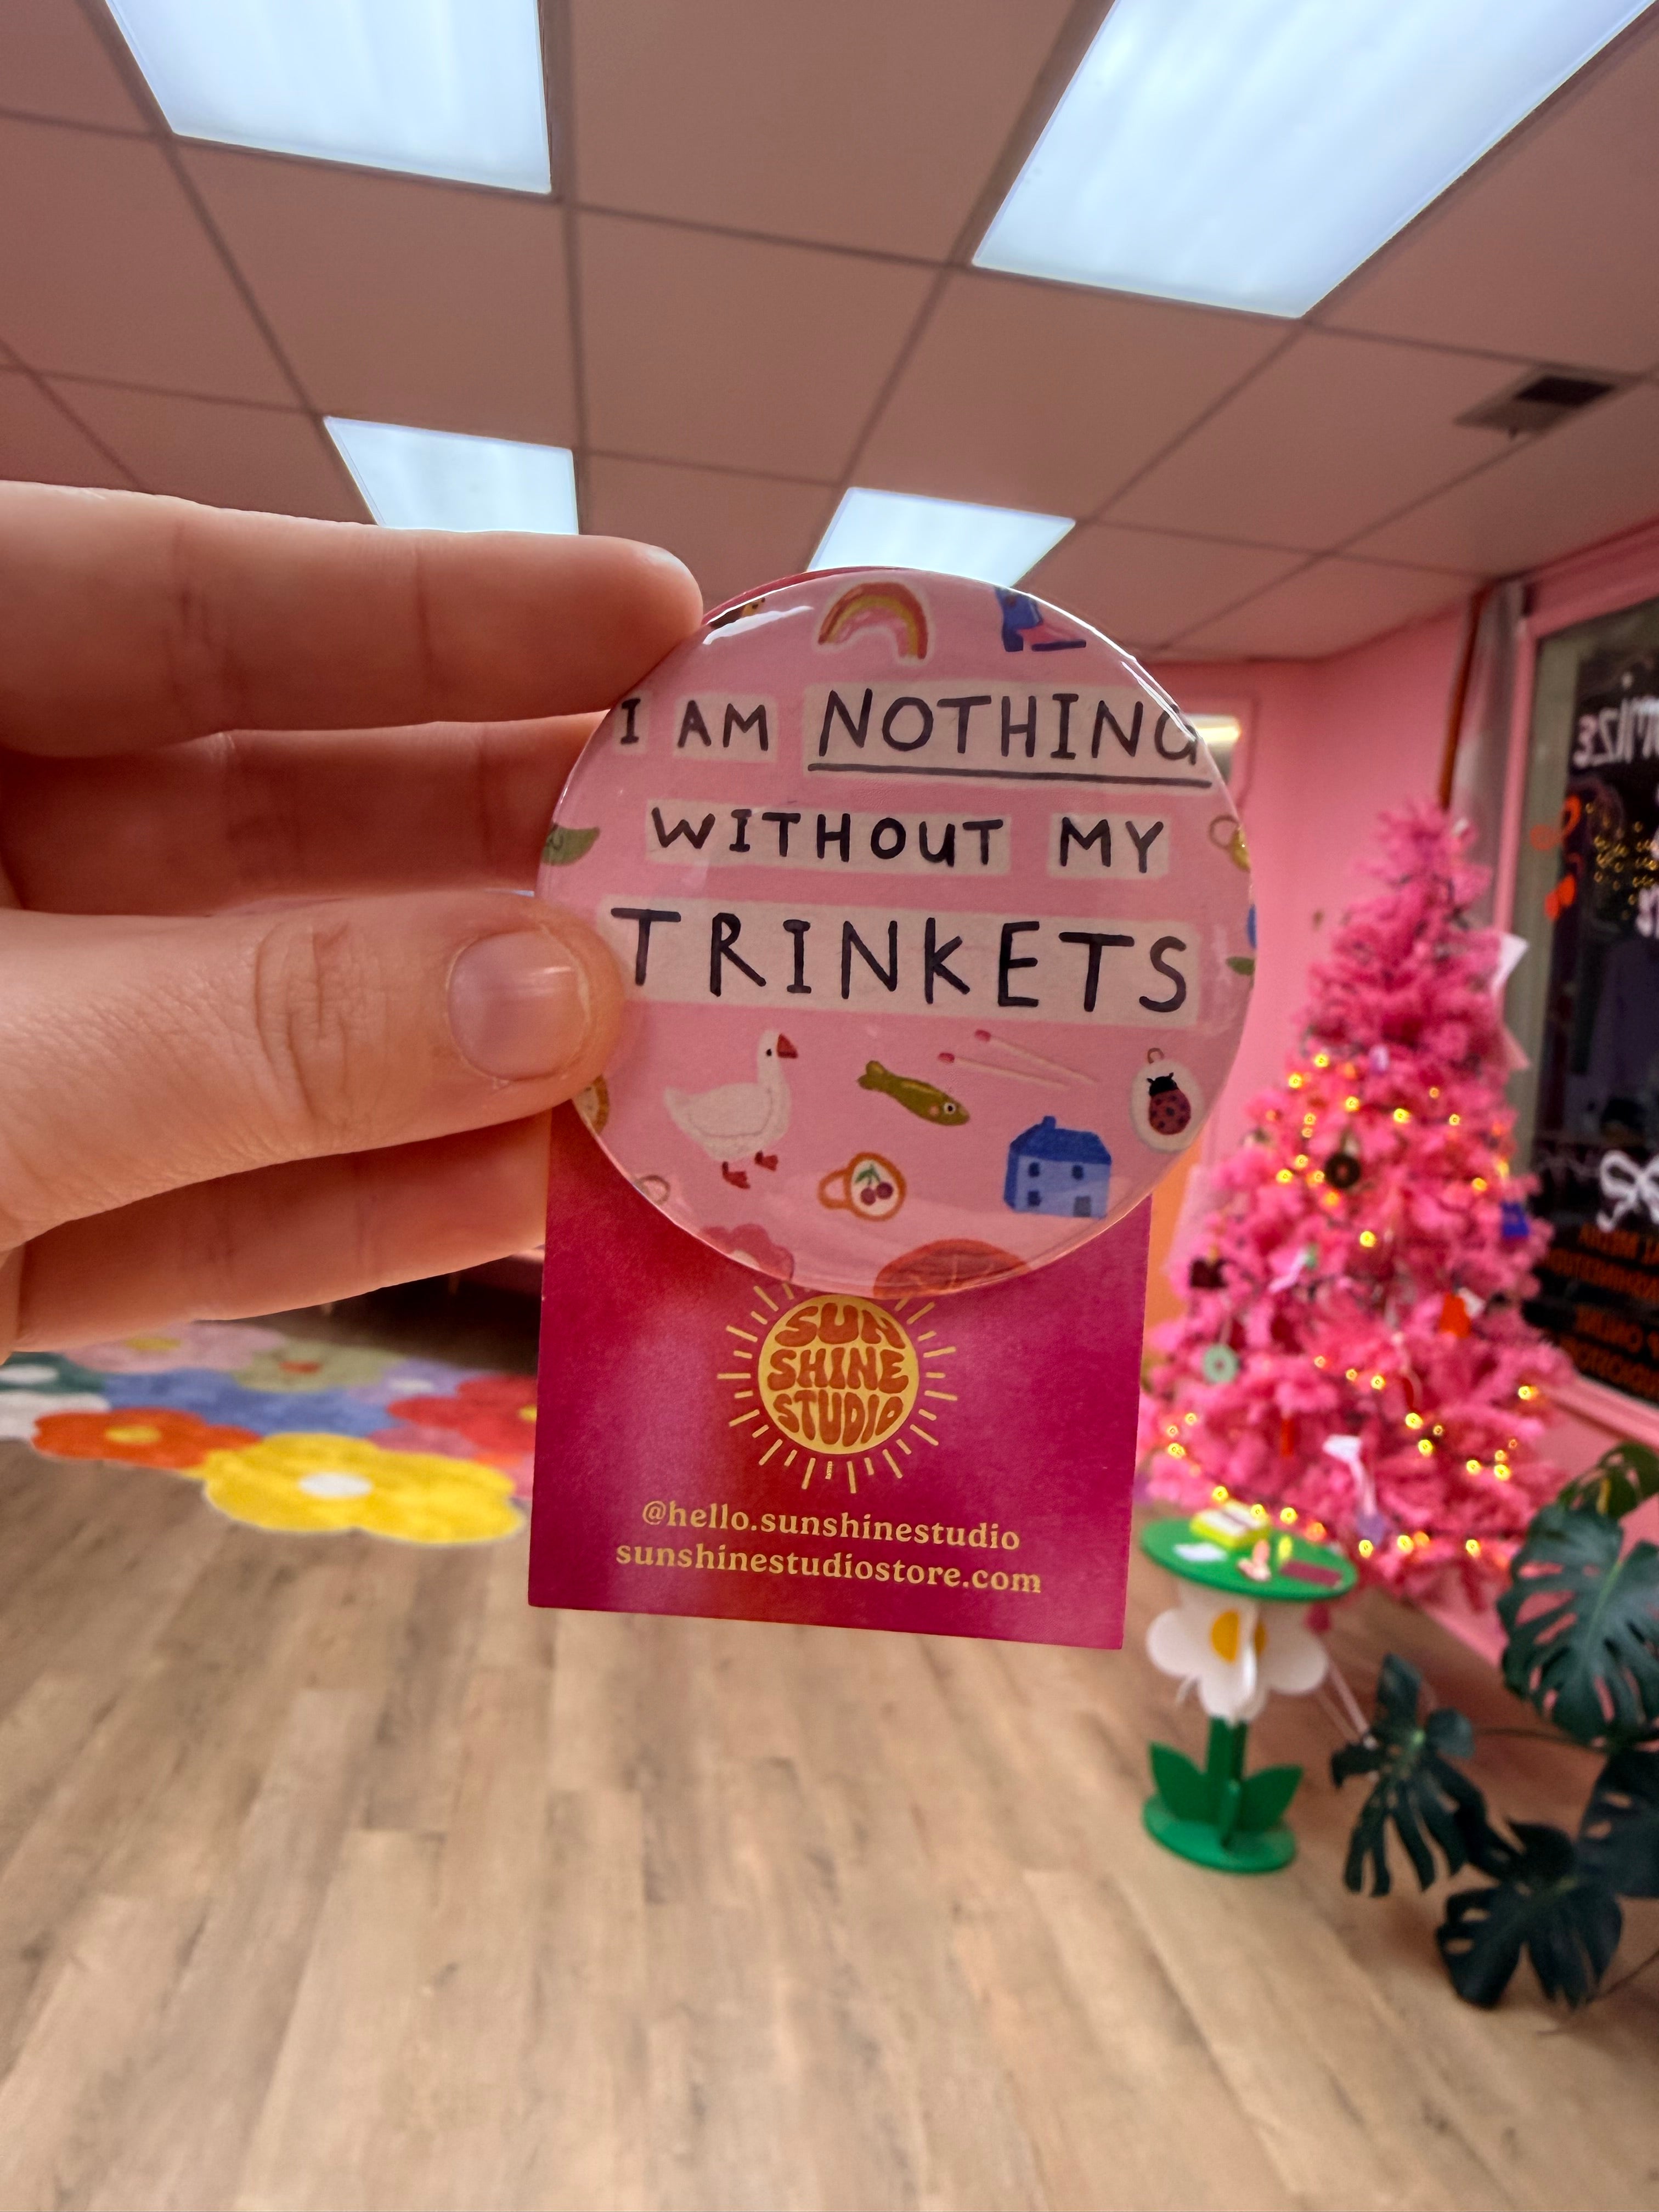 I AM NOTHING
WITHOUT MY
TRINKETS
SUN
SHINE
STUDIO
@hello.sunshinestudio
sunshinestudiostore.com